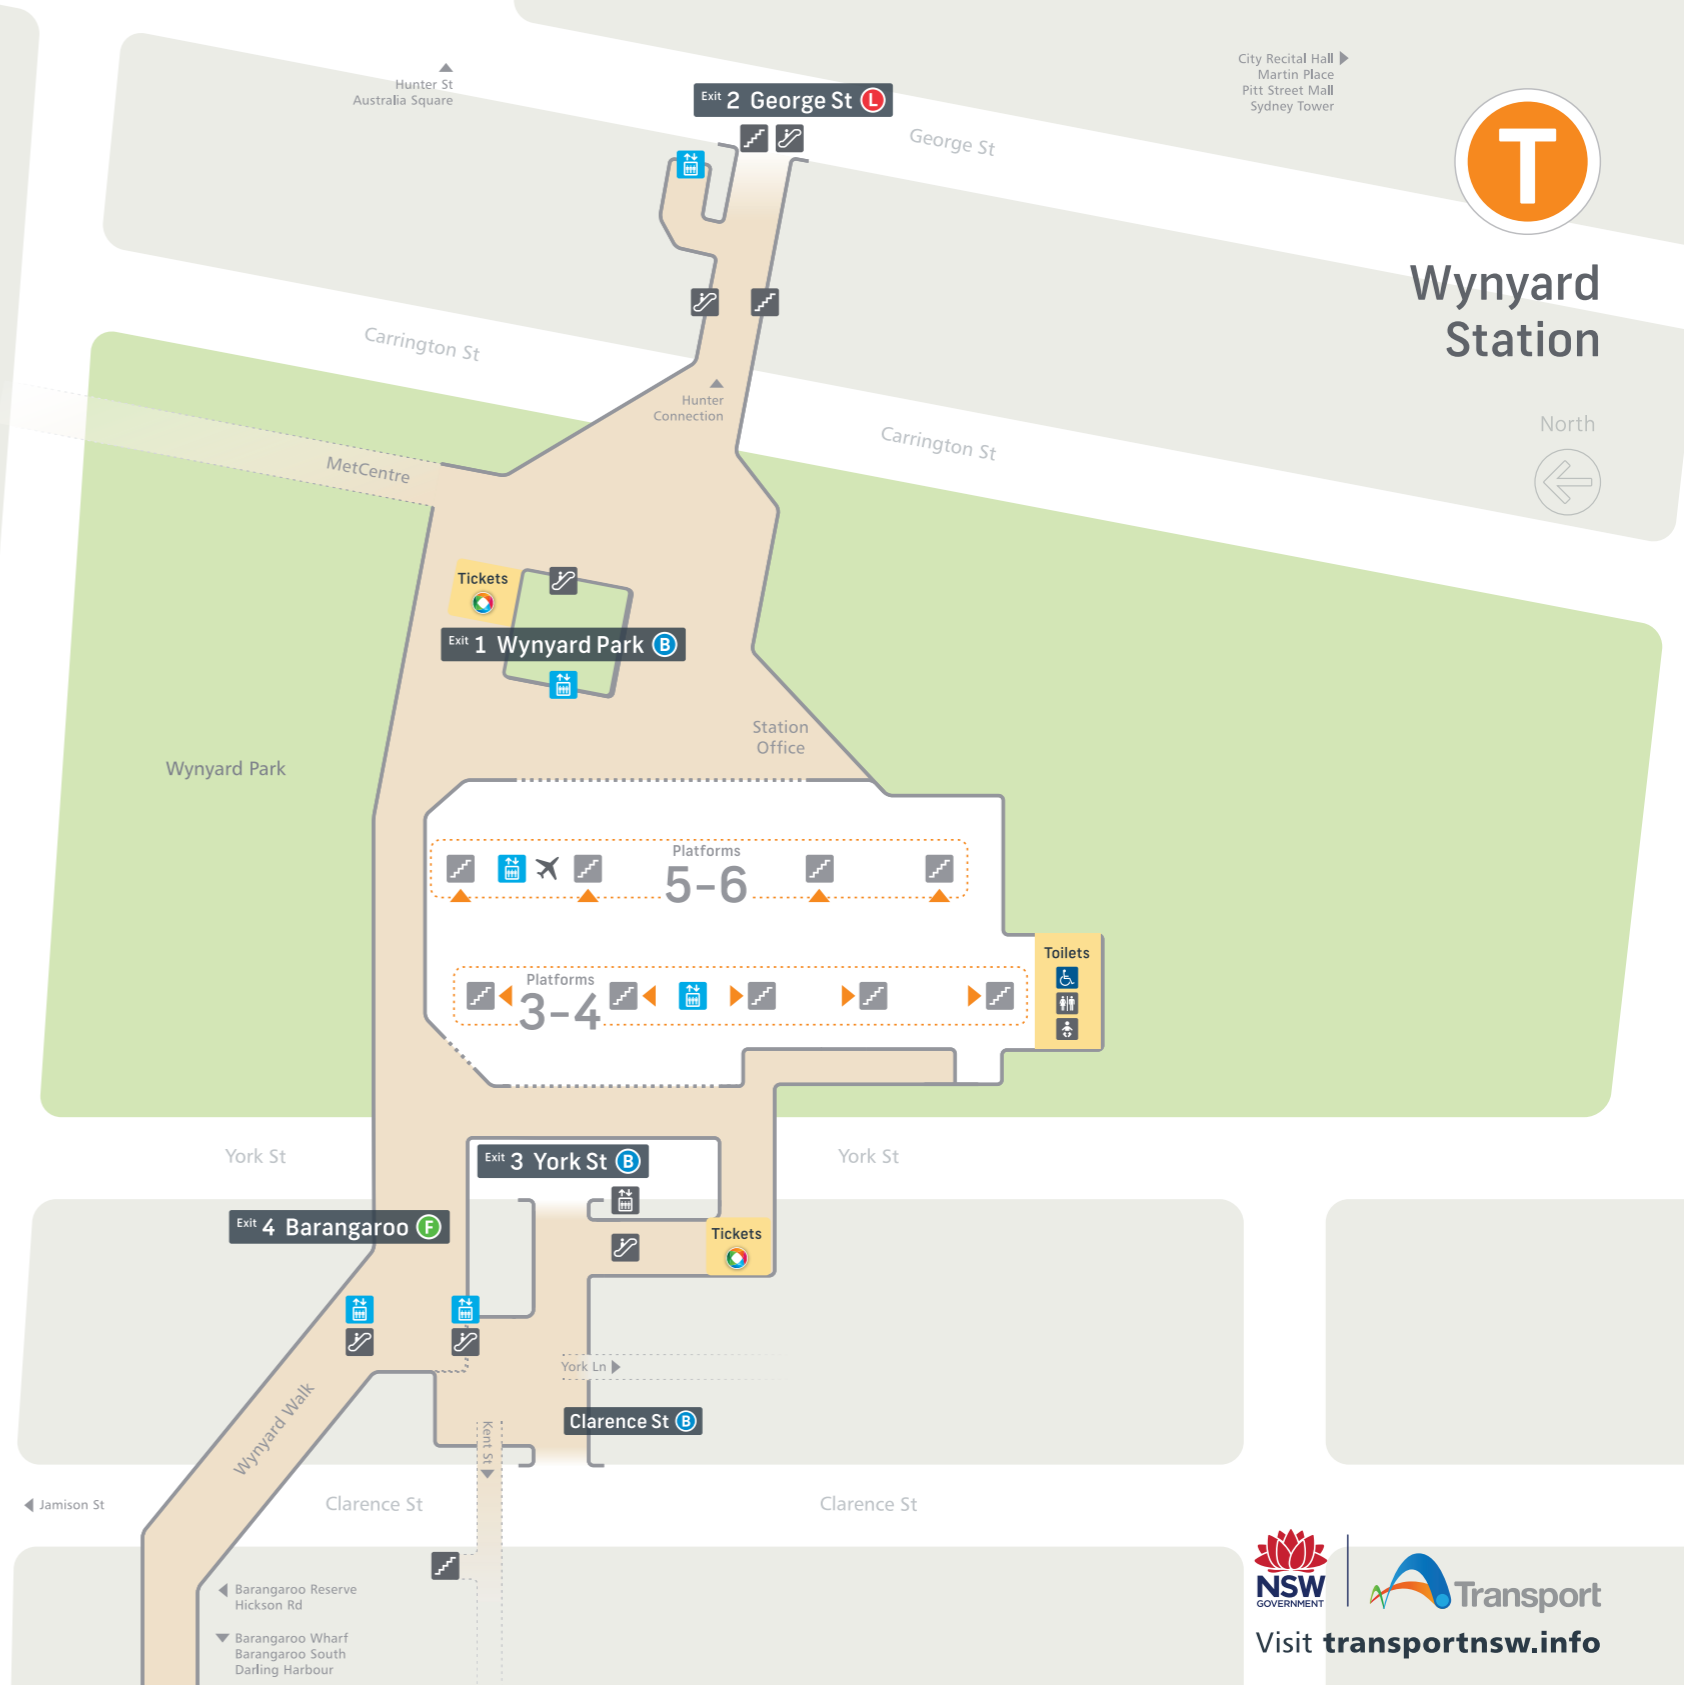 Hunter St
Australia Square
Exit 2 George St L
City Recital Hall
Martin Place
Pitt Street Mall
Sydney Tower
George St
T
Wynyard
Station
Carrington St
Hunter
Connection
Carrington St
North
MetCentre
Tickets
Exit 1 Wynyard Park B
Station
Office
Wynyard Park
Platforms
5-6
Toilets
Platforms
3-4
York St
Exit 3 York St B
York St
Exit 4 Barangaroo F
Tickets
York Ln
Wynyard Walk
Clarence St B
Kent St
Jamison St
Clarence St
Clarence St
Barangaroo Reserve
Hickson Rd
Barangaroo Wharf
Barangaroo South
Darling Harbour
NSW
GOVERNMENT
Transport
Visit transportnsw.info